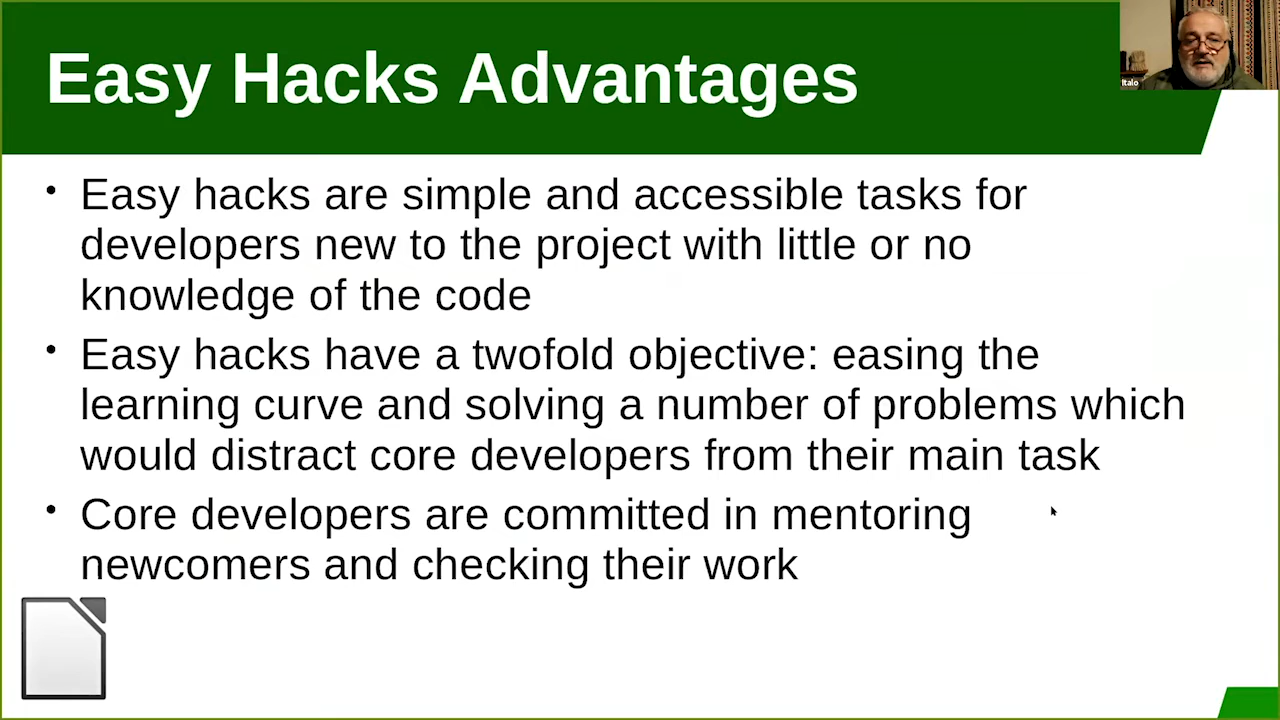 Easy Hacks Advantages
Italo
• Easy hacks are simple and accessible tasks for
developers new to the project with little or no
knowledge of the code
• Easy hacks have a twofold objective: easing the
learning curve and solving a number of problems which
would distract core developers from their main task
• Core developers are committed in mentoring
newcomers and checking their work